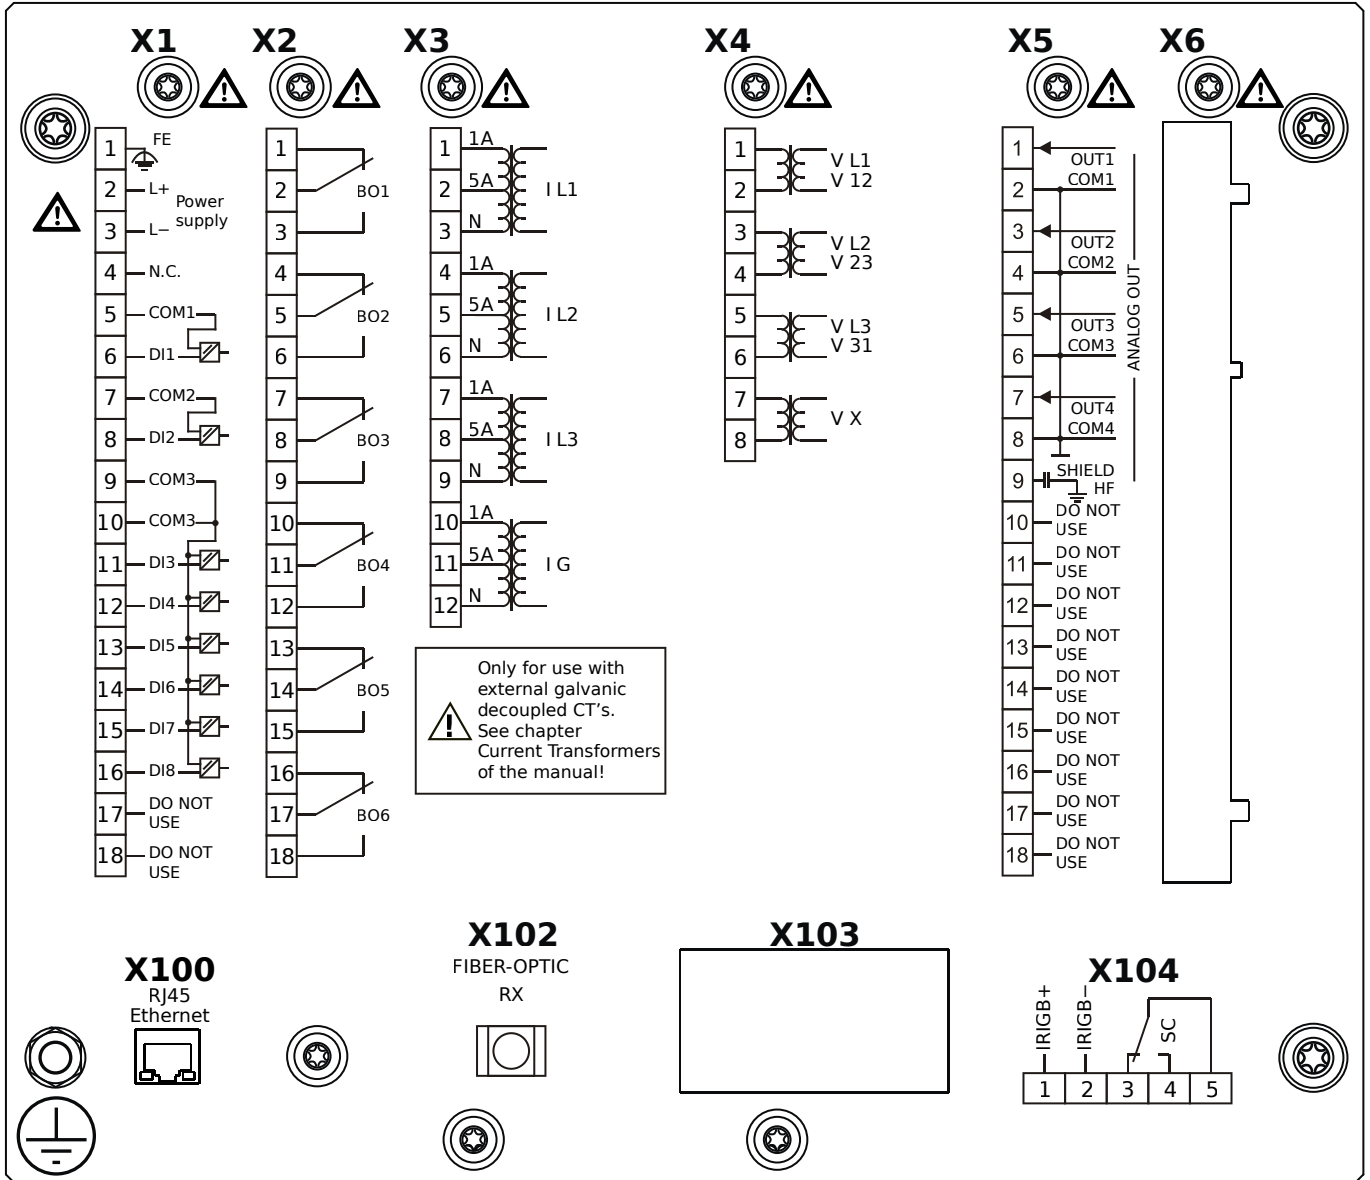 X1
X2
X3
X4
X5
X6
1
FE
2
L+
Power
supply
3
L−
4
N.C.
5
COM1
6
DI1
7
COM2
8
DI2
9
COM3
10
COM3
11
DI3
12
DI4
13
DI5
14
DI6
15
DI7
16
DI8
17
DO NOT
USE
18
DO NOT
USE
1
2
BO1
3
4
5
BO2
6
7
8
BO3
9
10
11
BO4
12
13
14
BO5
15
16
17
BO6
18
1
1A
2
5A
I L1
3
N
4
1A
5
5A
I L2
6
N
7
1A
8
5A
I L3
9
N
10
1A
11
5A
I G
12
N
Only for use with
external galvanic
decoupled CT's.
See chapter
Current Transformers
of the manual!
1
V L1
2
V 12
3
V L2
4
V 23
5
V L3
6
V 31
7
V X
8
1
OUT1
2
COM1
3
OUT2
4
COM2
5
OUT3
6
COM3
7
OUT4
8
COM4
ANALOG OUT
9
SHIELD
HF
10
DO NOT
USE
11
DO NOT
USE
12
DO NOT
USE
13
DO NOT
USE
14
DO NOT
USE
15
DO NOT
USE
16
DO NOT
USE
17
DO NOT
USE
18
DO NOT
USE
X100
RJ45
Ethernet
X102
FIBER-OPTIC
RX
X103
X104
IRIGB+
IRIGB−
SC
1
2
3
4
5